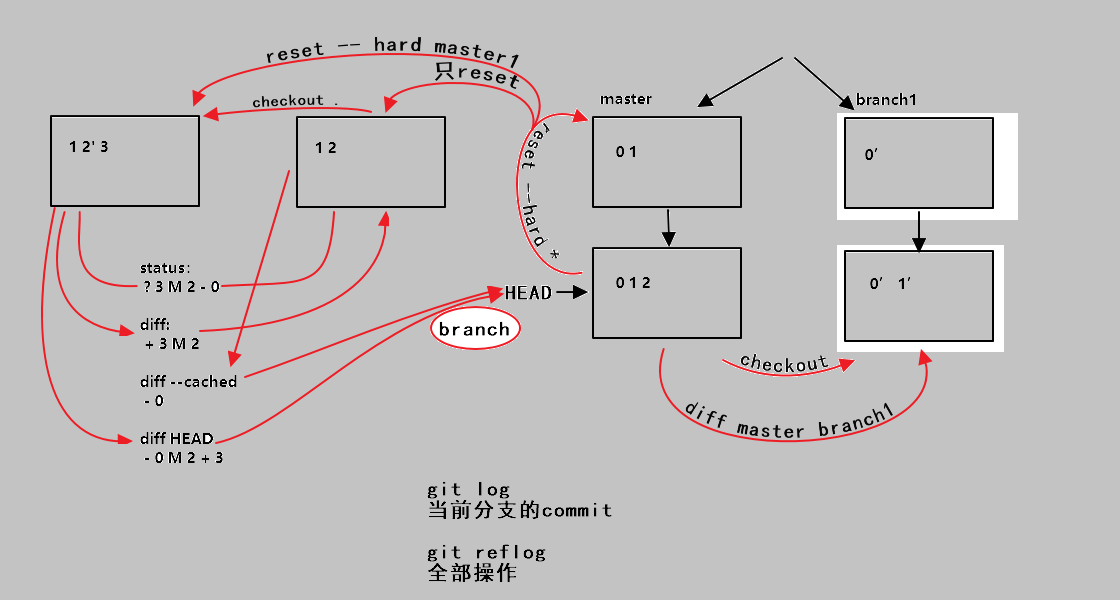 reset -- hard master1
只reset
checkout .
master
branch1
1 2' 3
1 2
0 1
0′
reset --hard *
status:
? 3 M 2 - 0
HEAD
0 1 2
0′ 1′
diff:
+ 3 M 2
branch
checkout
diff --cached
- 0
diff master branch1
diff HEAD
- 0 M 2 + 3
git log
当前分支的commit
git reflog
全部操作